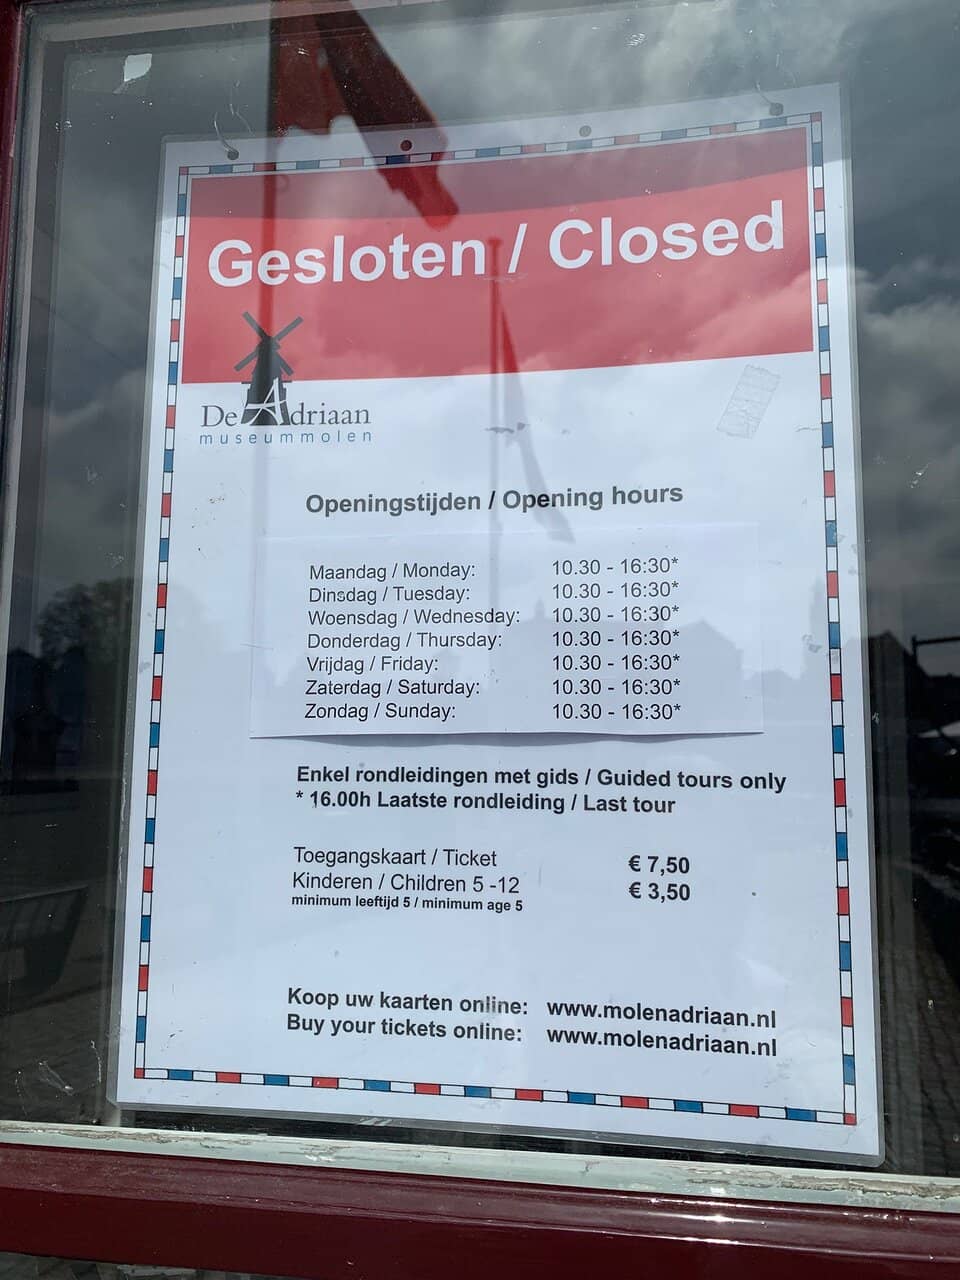 Gesloten / Closed
De Adriaan
museummolen
Openingstijden / Opening hours
Maandag / Monday: 10.30 - 16:30*
Dinsdag / Tuesday: 10.30 - 16:30*
Woensdag / Wednesday: 10.30 - 16:30*
Donderdag / Thursday: 10.30 - 16:30*
Vrijdag / Friday: 10.30 - 16:30*
Zaterdag / Saturday: 10.30 - 16:30*
Zondag / Sunday: 10.30 - 16:30*
Enkel rondleidingen met gids / Guided tours only
* 16.00h Laatste rondleiding / Last tour
Toegangskaart / Ticket € 7,50
Kinderen / Children 5 -12 € 3,50
minimum leeftijd 5 / minimum age 5
Koop uw kaarten online: www.molenadriaan.nl
Buy your tickets online: www.molenadriaan.nl